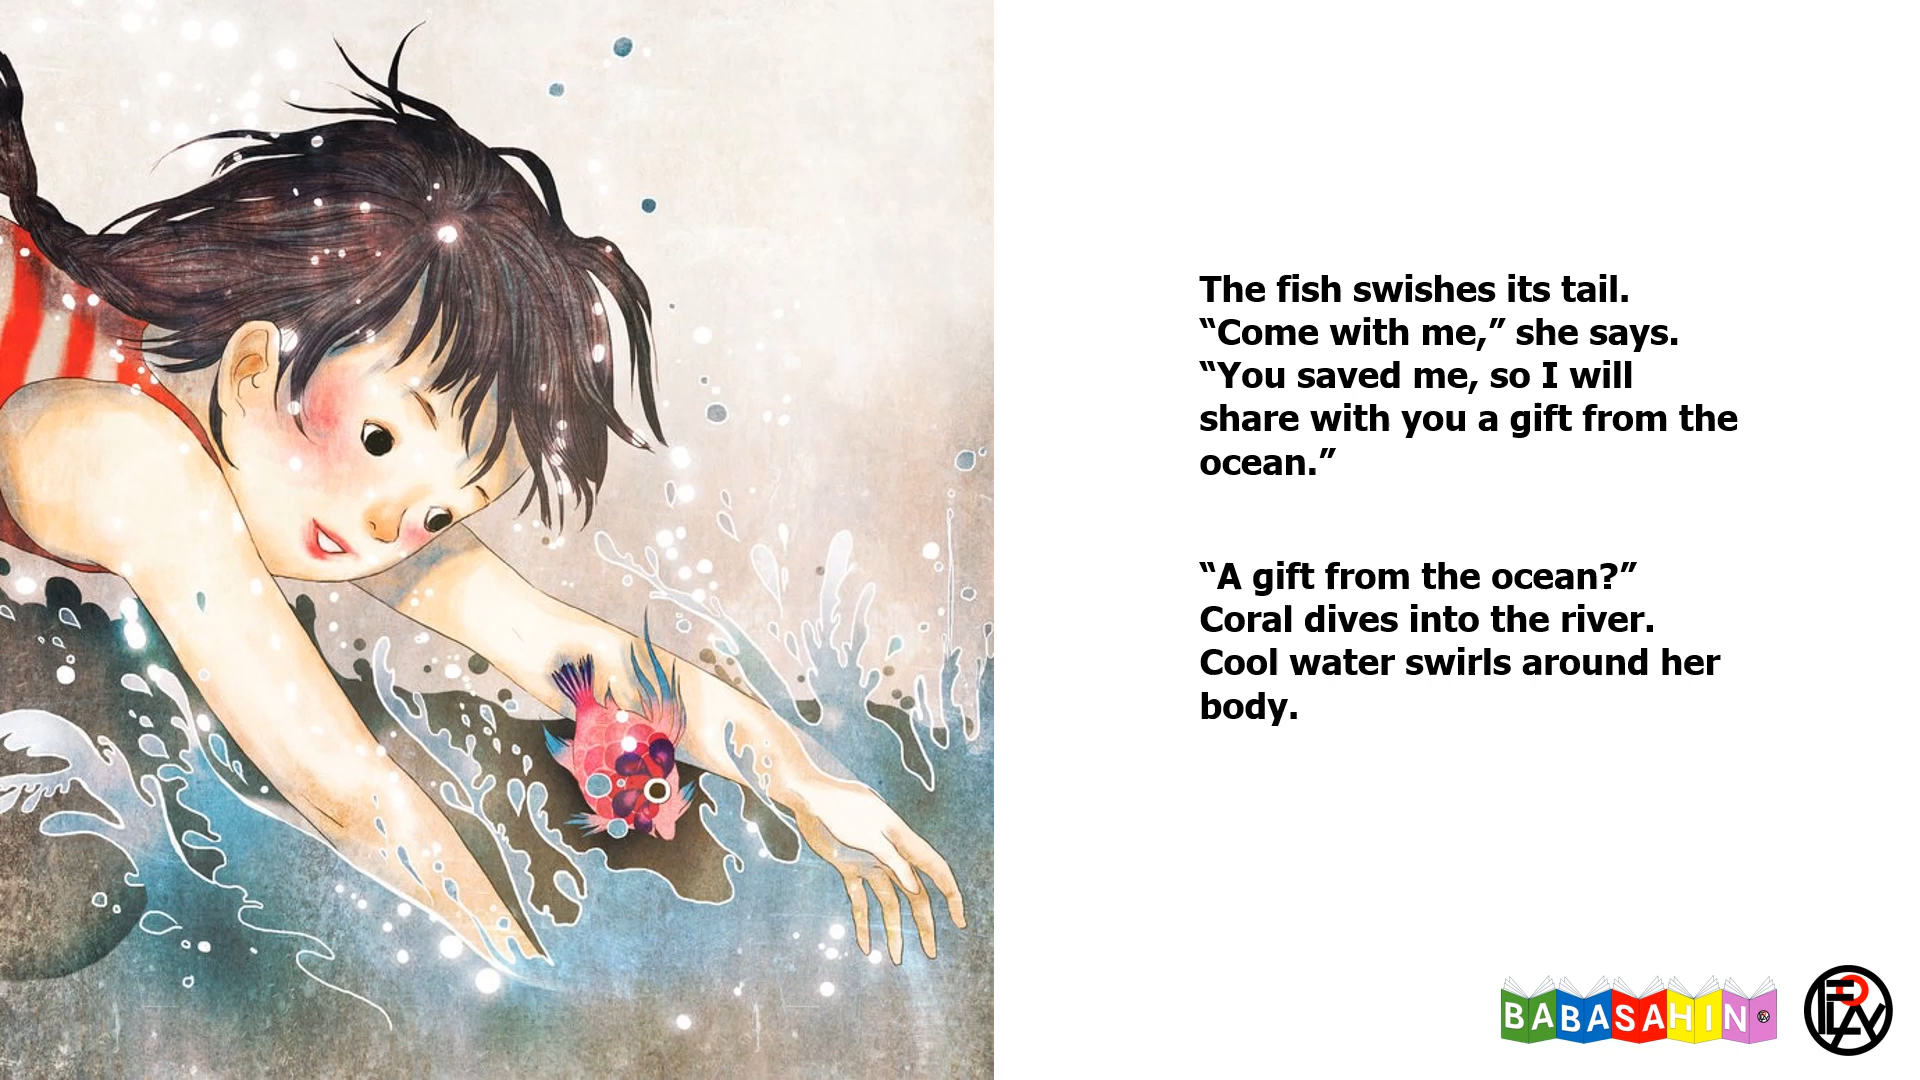 The fish swishes its tail.
“Come with me,” she says.
“You saved me, so I will
share with you a gift from the
ocean.”
“A gift from the ocean?”
Coral dives into the river.
Cool water swirls around her
body.
BABASAHIN